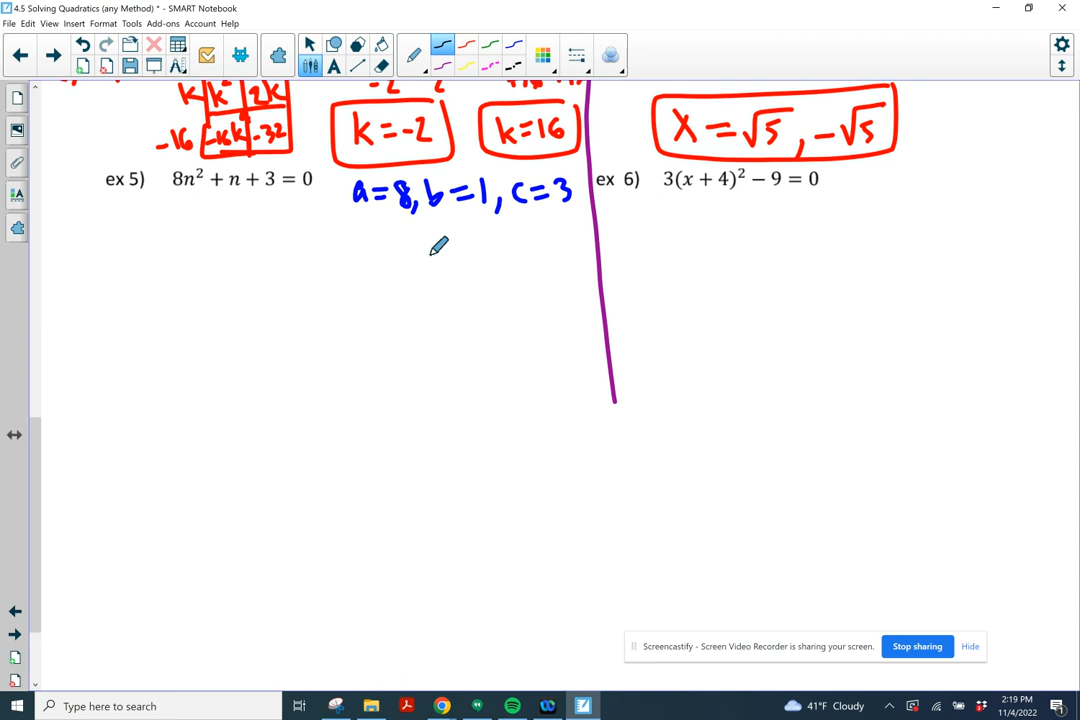 4.5 Solving Quadratics (any Method) * - SMART Notebook
File Edit View Insert Format Tools Add-ons Account Help
k k² 2k
-16 -16k -32
k = -2
k = 16
x = √5, -√5
ex 5) 8n² + n + 3 = 0
a = 8, b = 1, c = 3
ex 6) 3(x + 4)² − 9 = 0
Screencastify - Screen Video Recorder is sharing your screen.
Stop sharing
Hide
Type here to search
41°F Cloudy
2:19 PM
11/4/2022